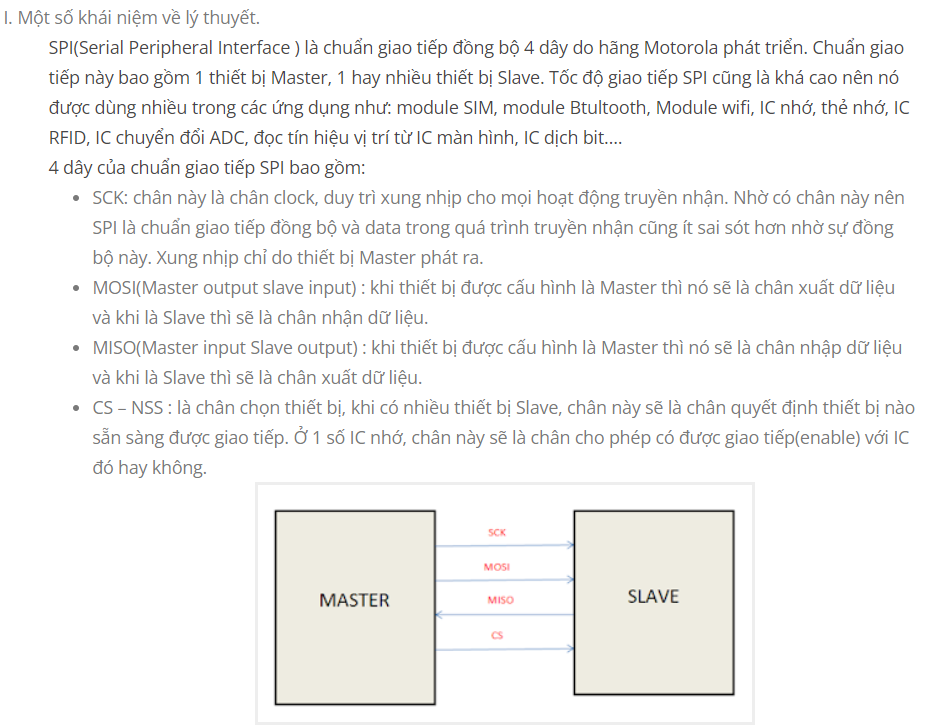 I. Một số khái niệm về lý thuyết.
SPI(Serial Peripheral Interface ) là chuẩn giao tiếp đồng bộ 4 dây do hãng Motorola phát triển. Chuẩn giao
tiếp này bao gồm 1 thiết bị Master, 1 hay nhiều thiết bị Slave. Tốc độ giao tiếp SPI cũng là khá cao nên nó
được dùng nhiều trong các ứng dụng như: module SIM, module Btultooth, Module wifi, IC nhớ, thẻ nhớ, IC
RFID, IC chuyển đổi ADC, đọc tín hiệu vị trí từ IC màn hình, IC dịch bit....
4 dây của chuẩn giao tiếp SPI bao gồm:
• SCK: chân này là chân clock, duy trì xung nhịp cho mọi hoạt động truyền nhận. Nhờ có chân này nên
SPI là chuẩn giao tiếp đồng bộ và data trong quá trình truyền nhận cũng ít sai sót hơn nhờ sự đồng
bộ này. Xung nhịp chỉ do thiết bị Master phát ra.
• MOSI(Master output slave input) : khi thiết bị được cấu hình là Master thì nó sẽ là chân xuất dữ liệu
và khi là Slave thì sẽ là chân nhận dữ liệu.
• MISO(Master input Slave output) : khi thiết bị được cấu hình là Master thì nó sẽ là chân nhập dữ liệu
và khi là Slave thì sẽ là chân xuất dữ liệu.
• CS – NSS : là chân chọn thiết bị, khi có nhiều thiết bị Slave, chân này sẽ là chân quyết định thiết bị nào
sẵn sàng được giao tiếp. Ở 1 số IC nhớ, chân này sẽ là chân cho phép có được giao tiếp(enable) với IC
đó hay không.
SCK
MOSI
MASTER
MISO
SLAVE
CS